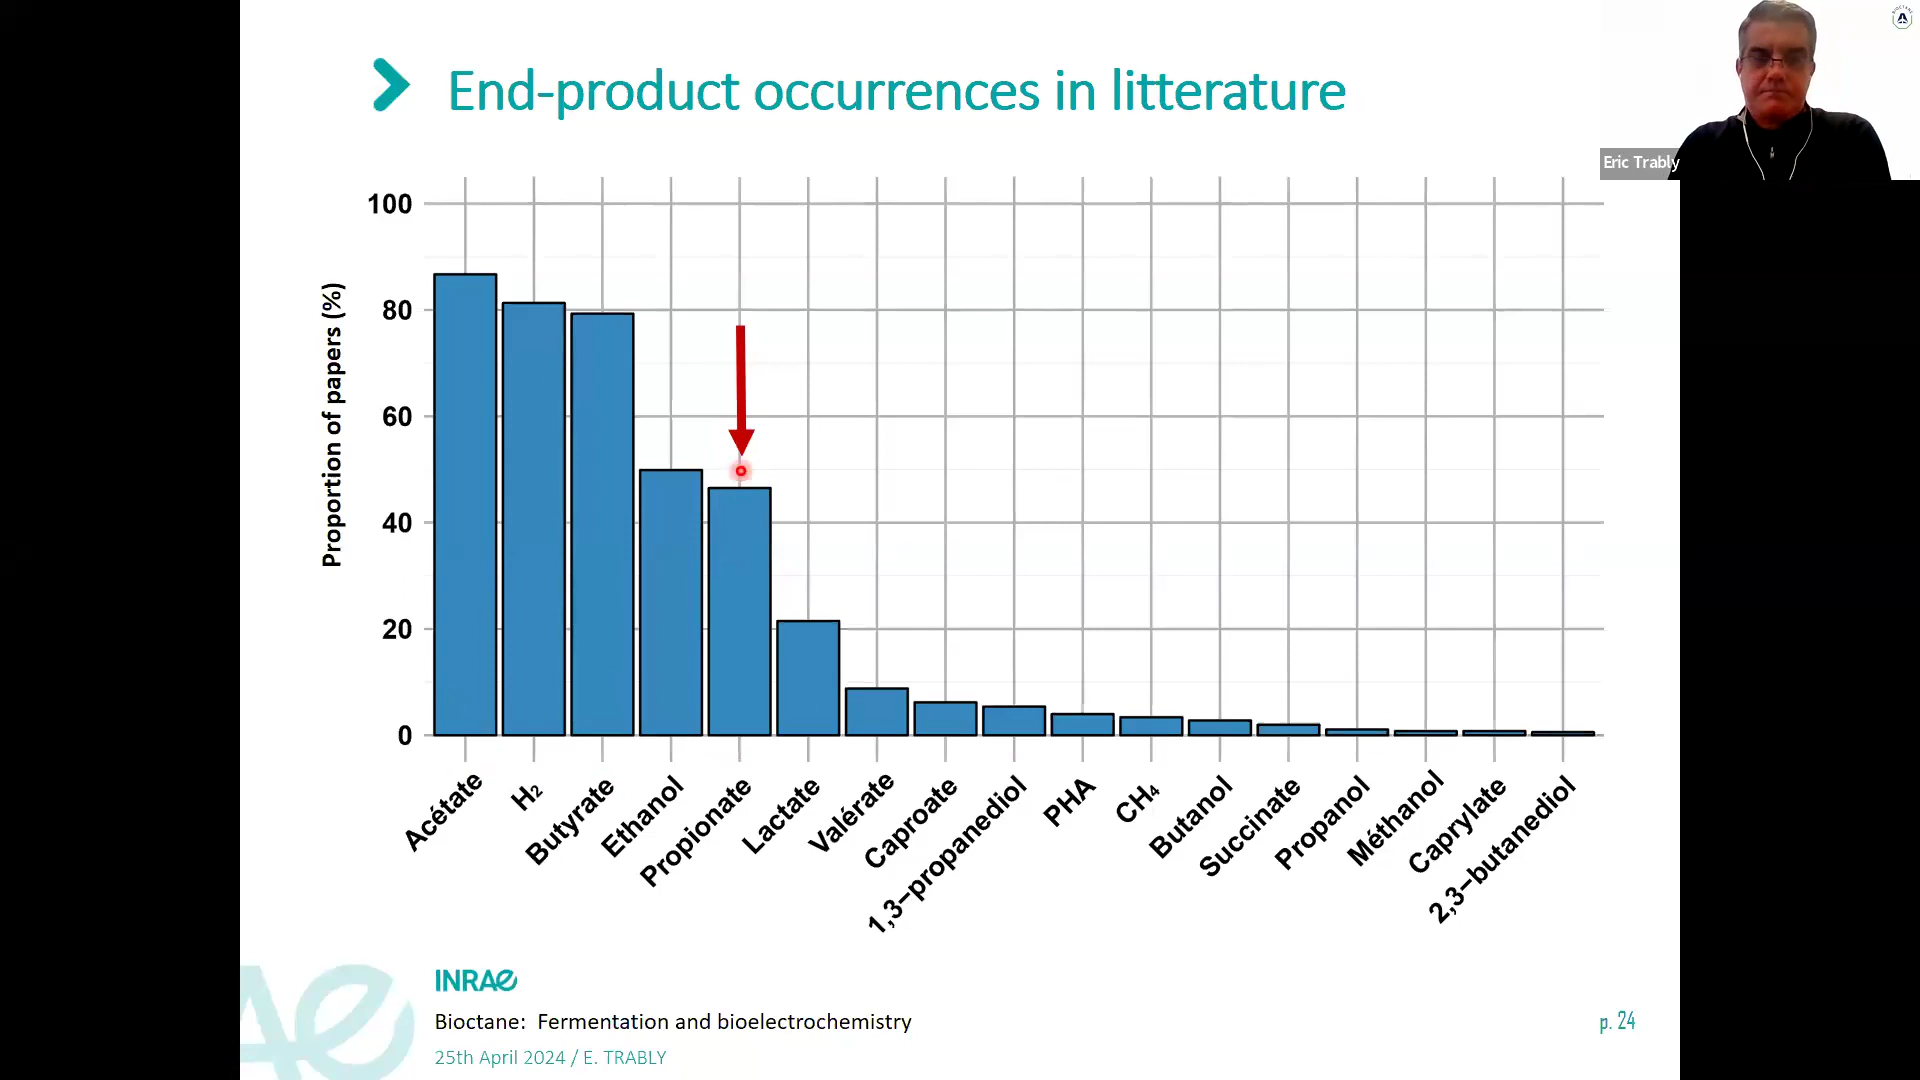 End-product occurrences in litterature
Eric Trably
BIOCTANE
Proportion of papers (%)
100
80
60
40
20
0
Acétate
H₂
Butyrate
Ethanol
Propionate
Lactate
Valérate
Caproate
1,3–propanediol
PHA
CH₄
Butanol
Succinate
Propanol
Méthanol
Caprylate
2,3–butanediol
INRAE
Bioctane: Fermentation and bioelectrochemistry
25th April 2024 / E. TRABLY
p. 24